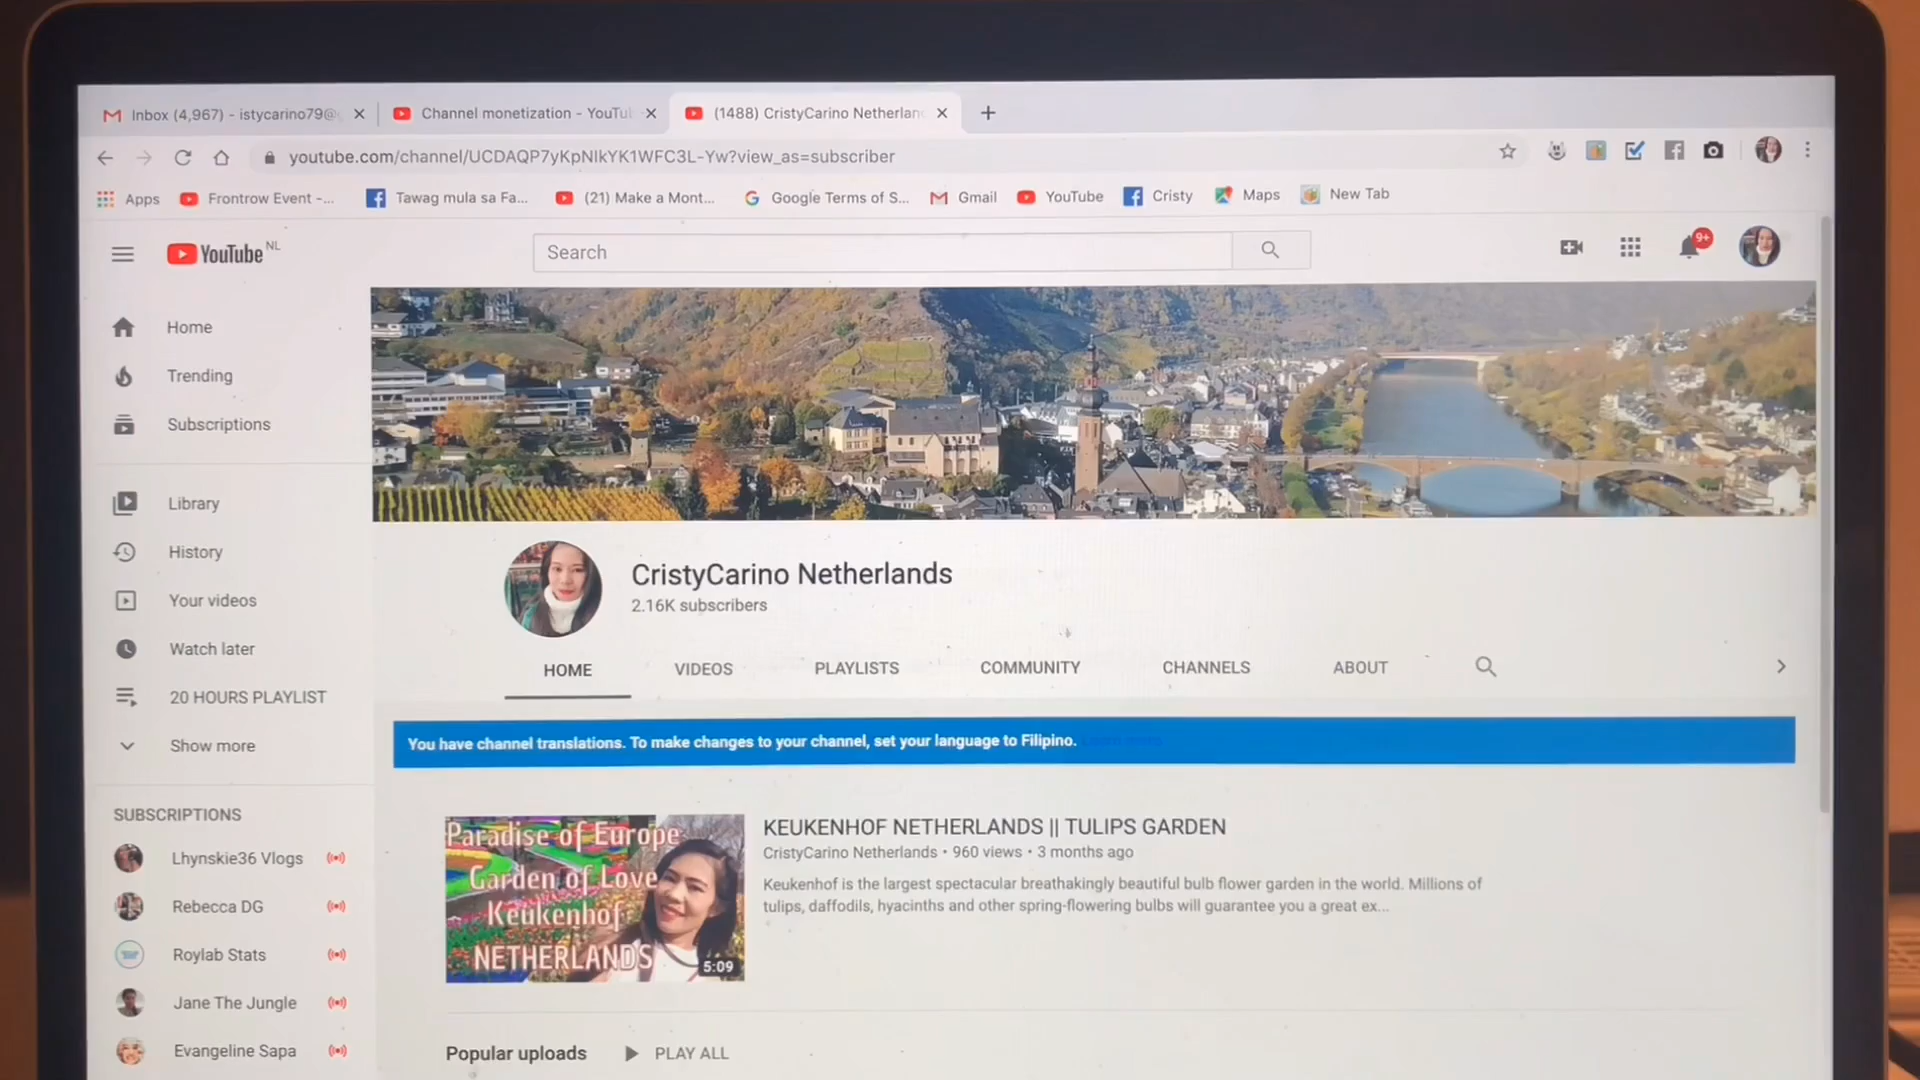 Inbox (4,967) - istycarino79@
Channel monetization - YouTu
(1488) CristyCarino Netherlan
youtube.com/channel/UCDAQP7yKpNIkYK1WFC3L-Yw?view_as=subscriber
Apps
Frontrow Event -...
Tawag mula sa Fa...
(21) Make a Mont...
Google Terms of S...
Gmail
YouTube
Cristy
Maps
New Tab
YouTube NL
Search
9+
Home
Trending
Subscriptions
Library
History
Your videos
Watch later
20 HOURS PLAYLIST
Show more
SUBSCRIPTIONS
Lhynskie36 Vlogs
Rebecca DG
Roylab Stats
Jane The Jungle
Evangeline Sapa
CristyCarino Netherlands
2.16K subscribers
HOME VIDEOS PLAYLISTS COMMUNITY CHANNELS ABOUT
You have channel translations. To make changes to your channel, set your language to Filipino.
Paradise of Europe
Garden of Love
Keukenhof
NETHERLANDS
5:09
KEUKENHOF NETHERLANDS || TULIPS GARDEN
CristyCarino Netherlands • 960 views • 3 months ago
Keukenhof is the largest spectacular breathakingly beautiful bulb flower garden in the world. Millions of
tulips, daffodils, hyacinths and other spring-flowering bulbs will guarantee you a great ex...
Popular uploads
PLAY ALL